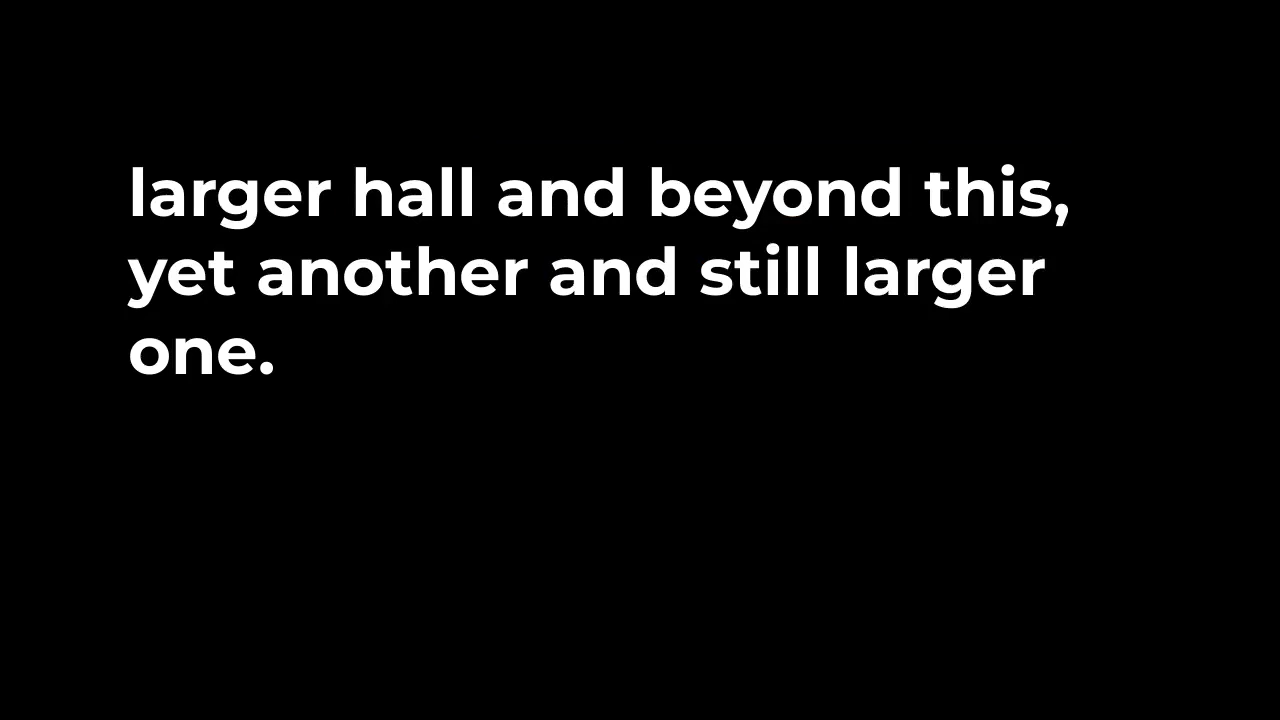 larger hall and beyond this,
yet another and still larger
one.